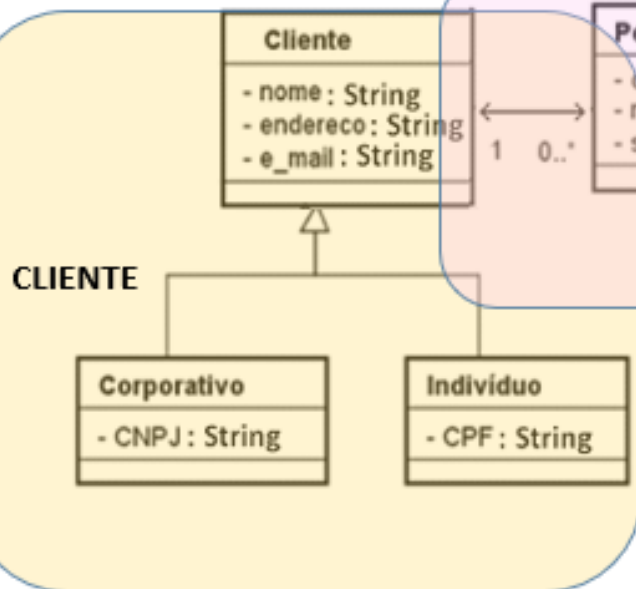 Cliente
- nome : String
- endereco : String
- e_mail : String
1 0..*
CLIENTE
Corporativo
- CNPJ : String
Indivíduo
- CPF : String